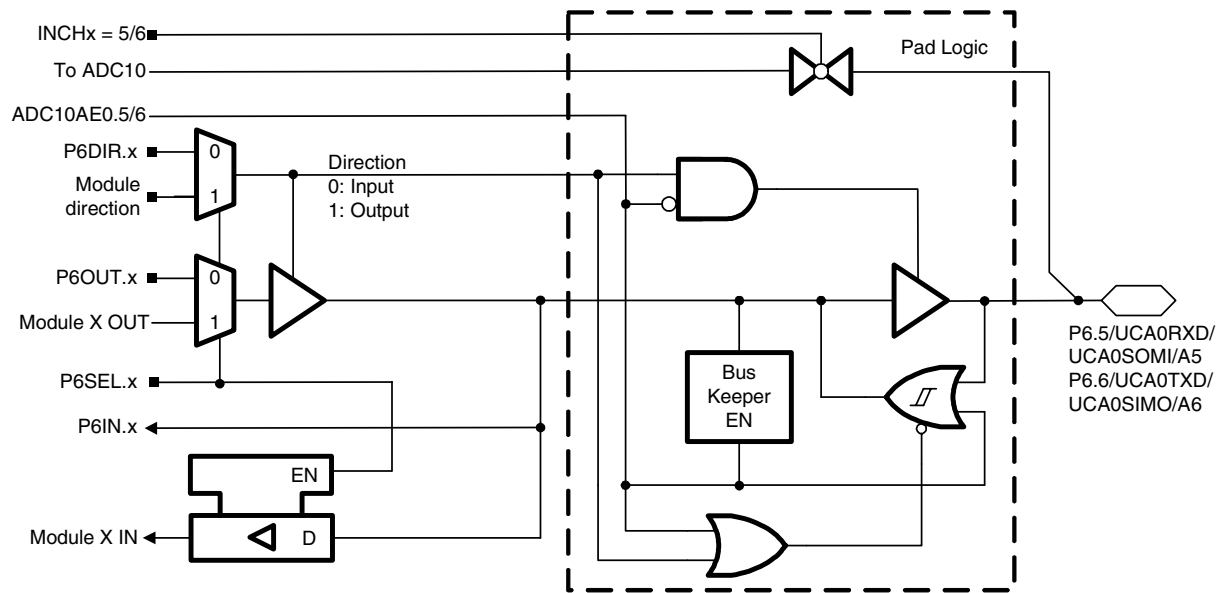 INCHx = 5/6
Pad Logic
To ADC10
ADC10AE0.5/6
P6DIR.x
0
Module
direction
1
Direction
0: Input
1: Output
P6OUT.x
0
Module X OUT
1
P6SEL.x
P6IN.x
EN
Module X IN
D
Bus
Keeper
EN
P6.5/UCA0RXD/
UCA0SOMI/A5
P6.6/UCA0TXD/
UCA0SIMO/A6